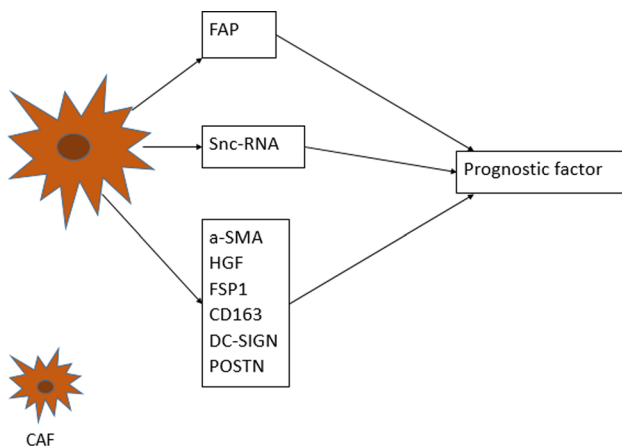 FAP
Snc-RNA
Prognostic factor
a-SMA
HGF
FSP1
CD163
DC-SIGN
POSTN
CAF